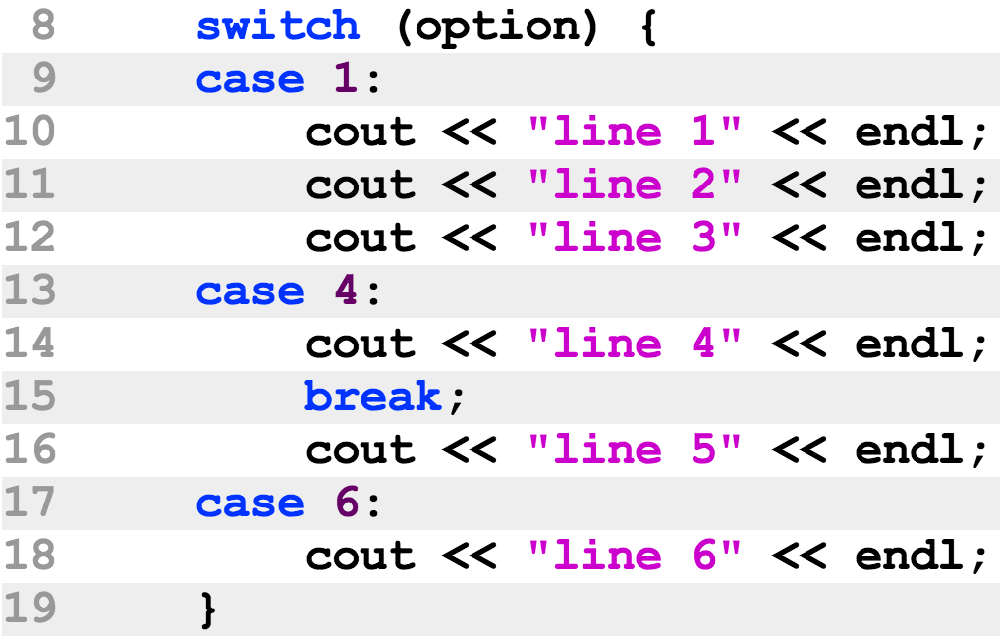 8 switch (option) {
9 case 1:
10 cout << "line 1" << endl;
11 cout << "line 2" << endl;
12 cout << "line 3" << endl;
13 case 4:
14 cout << "line 4" << endl;
15 break;
16 cout << "line 5" << endl;
17 case 6:
18 cout << "line 6" << endl;
19 }